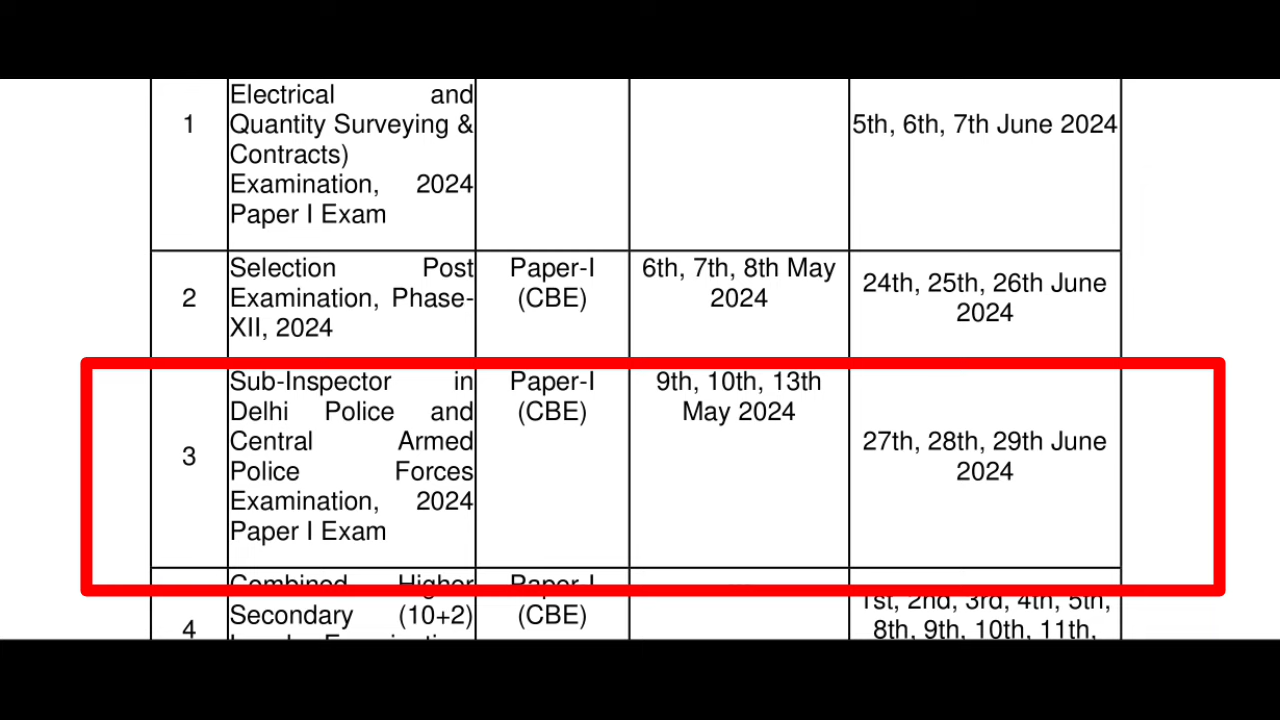 Electrical and
1
Quantity Surveying &
5th, 6th, 7th June 2024
Contracts)
Examination, 2024
Paper I Exam
2
Selection Post
Examination, Phase-
XII, 2024
Paper-I
(CBE)
6th, 7th, 8th May
2024
24th, 25th, 26th June
2024
3
Sub-Inspector in
Delhi Police and
Central Armed
Police Forces
Examination, 2024
Paper I Exam
Paper-I
(CBE)
9th, 10th, 13th
May 2024
27th, 28th, 29th June
2024
4
Combined Higher
Secondary (10+2)
Paper-I
(CBE)
1st, 2nd, 3rd, 4th, 5th,
8th, 9th, 10th, 11th,